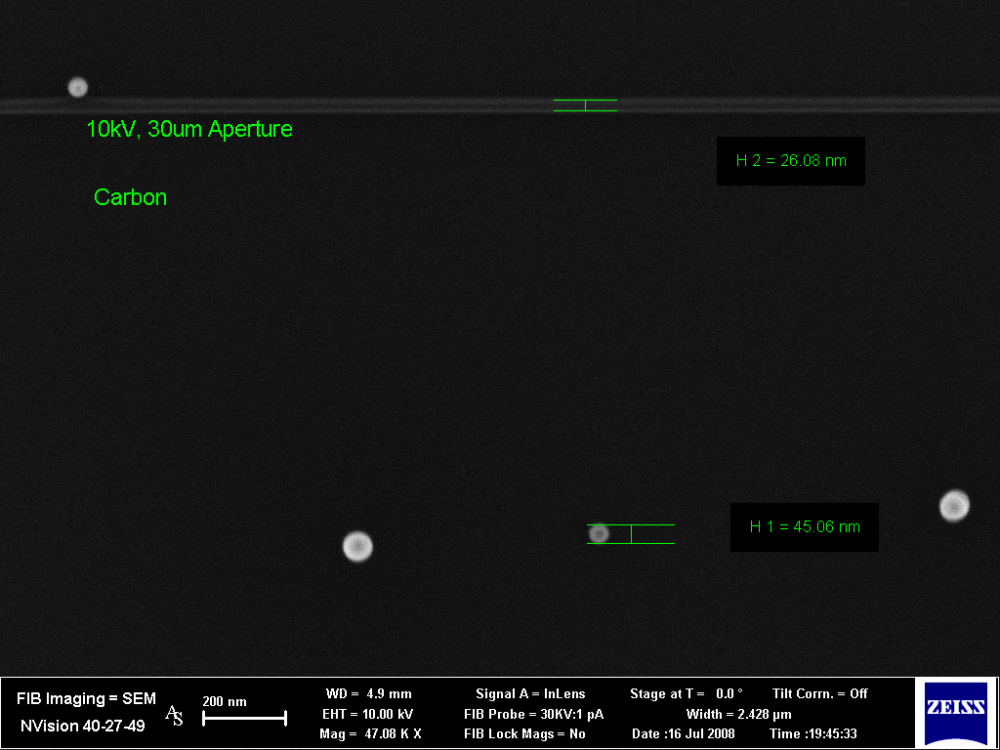 10kV, 30um Aperture
H 2 = 26.08 nm
Carbon
H 1 = 45.06 nm
FIB Imaging = SEM
NVision 40-27-49
AS
200 nm
WD = 4.9 mm
EHT = 10.00 kV
Mag = 47.08 K X
Signal A = InLens
FIB Probe = 30KV:1 pA
FIB Lock Mags = No
Stage at T = 0.0 °
Tilt Corrn. = Off
Width = 2.428 µm
Date :16 Jul 2008
Time :19:45:33
ZEISS